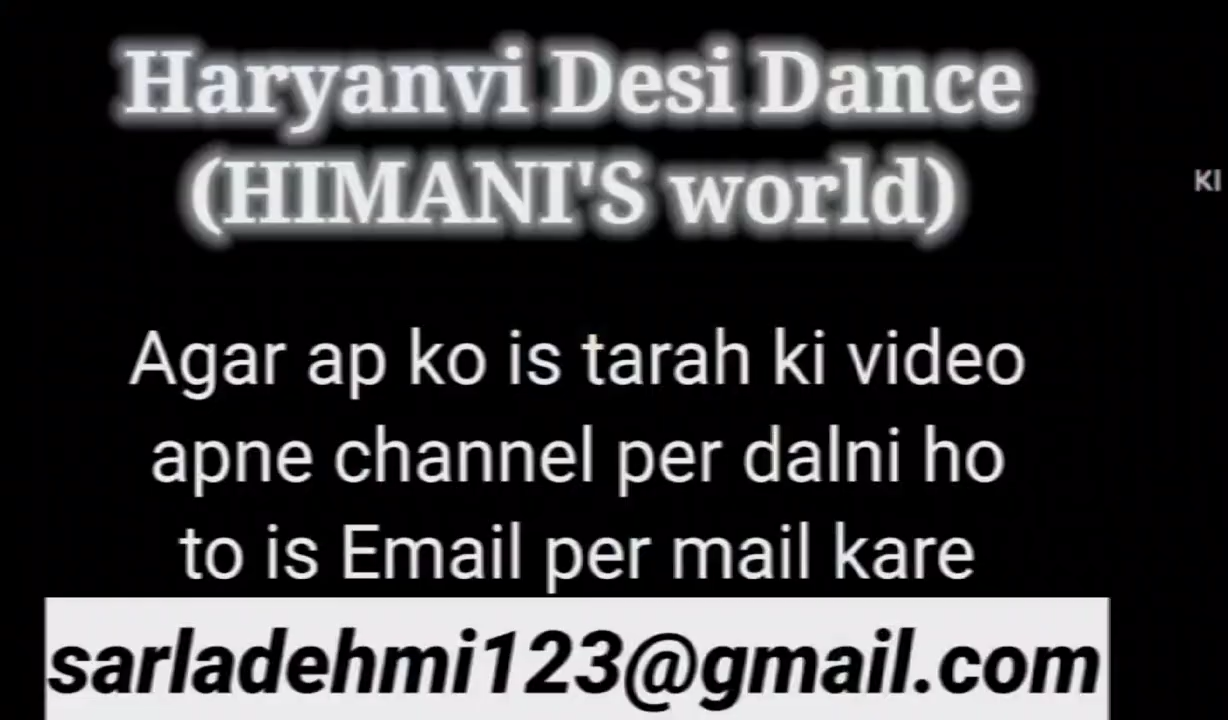 Haryanvi Desi Dance
(HIMANI'S world)
KI
Agar ap ko is tarah ki video
apne channel per dalni ho
to is Email per mail kare
sarladehmi123@gmail.com